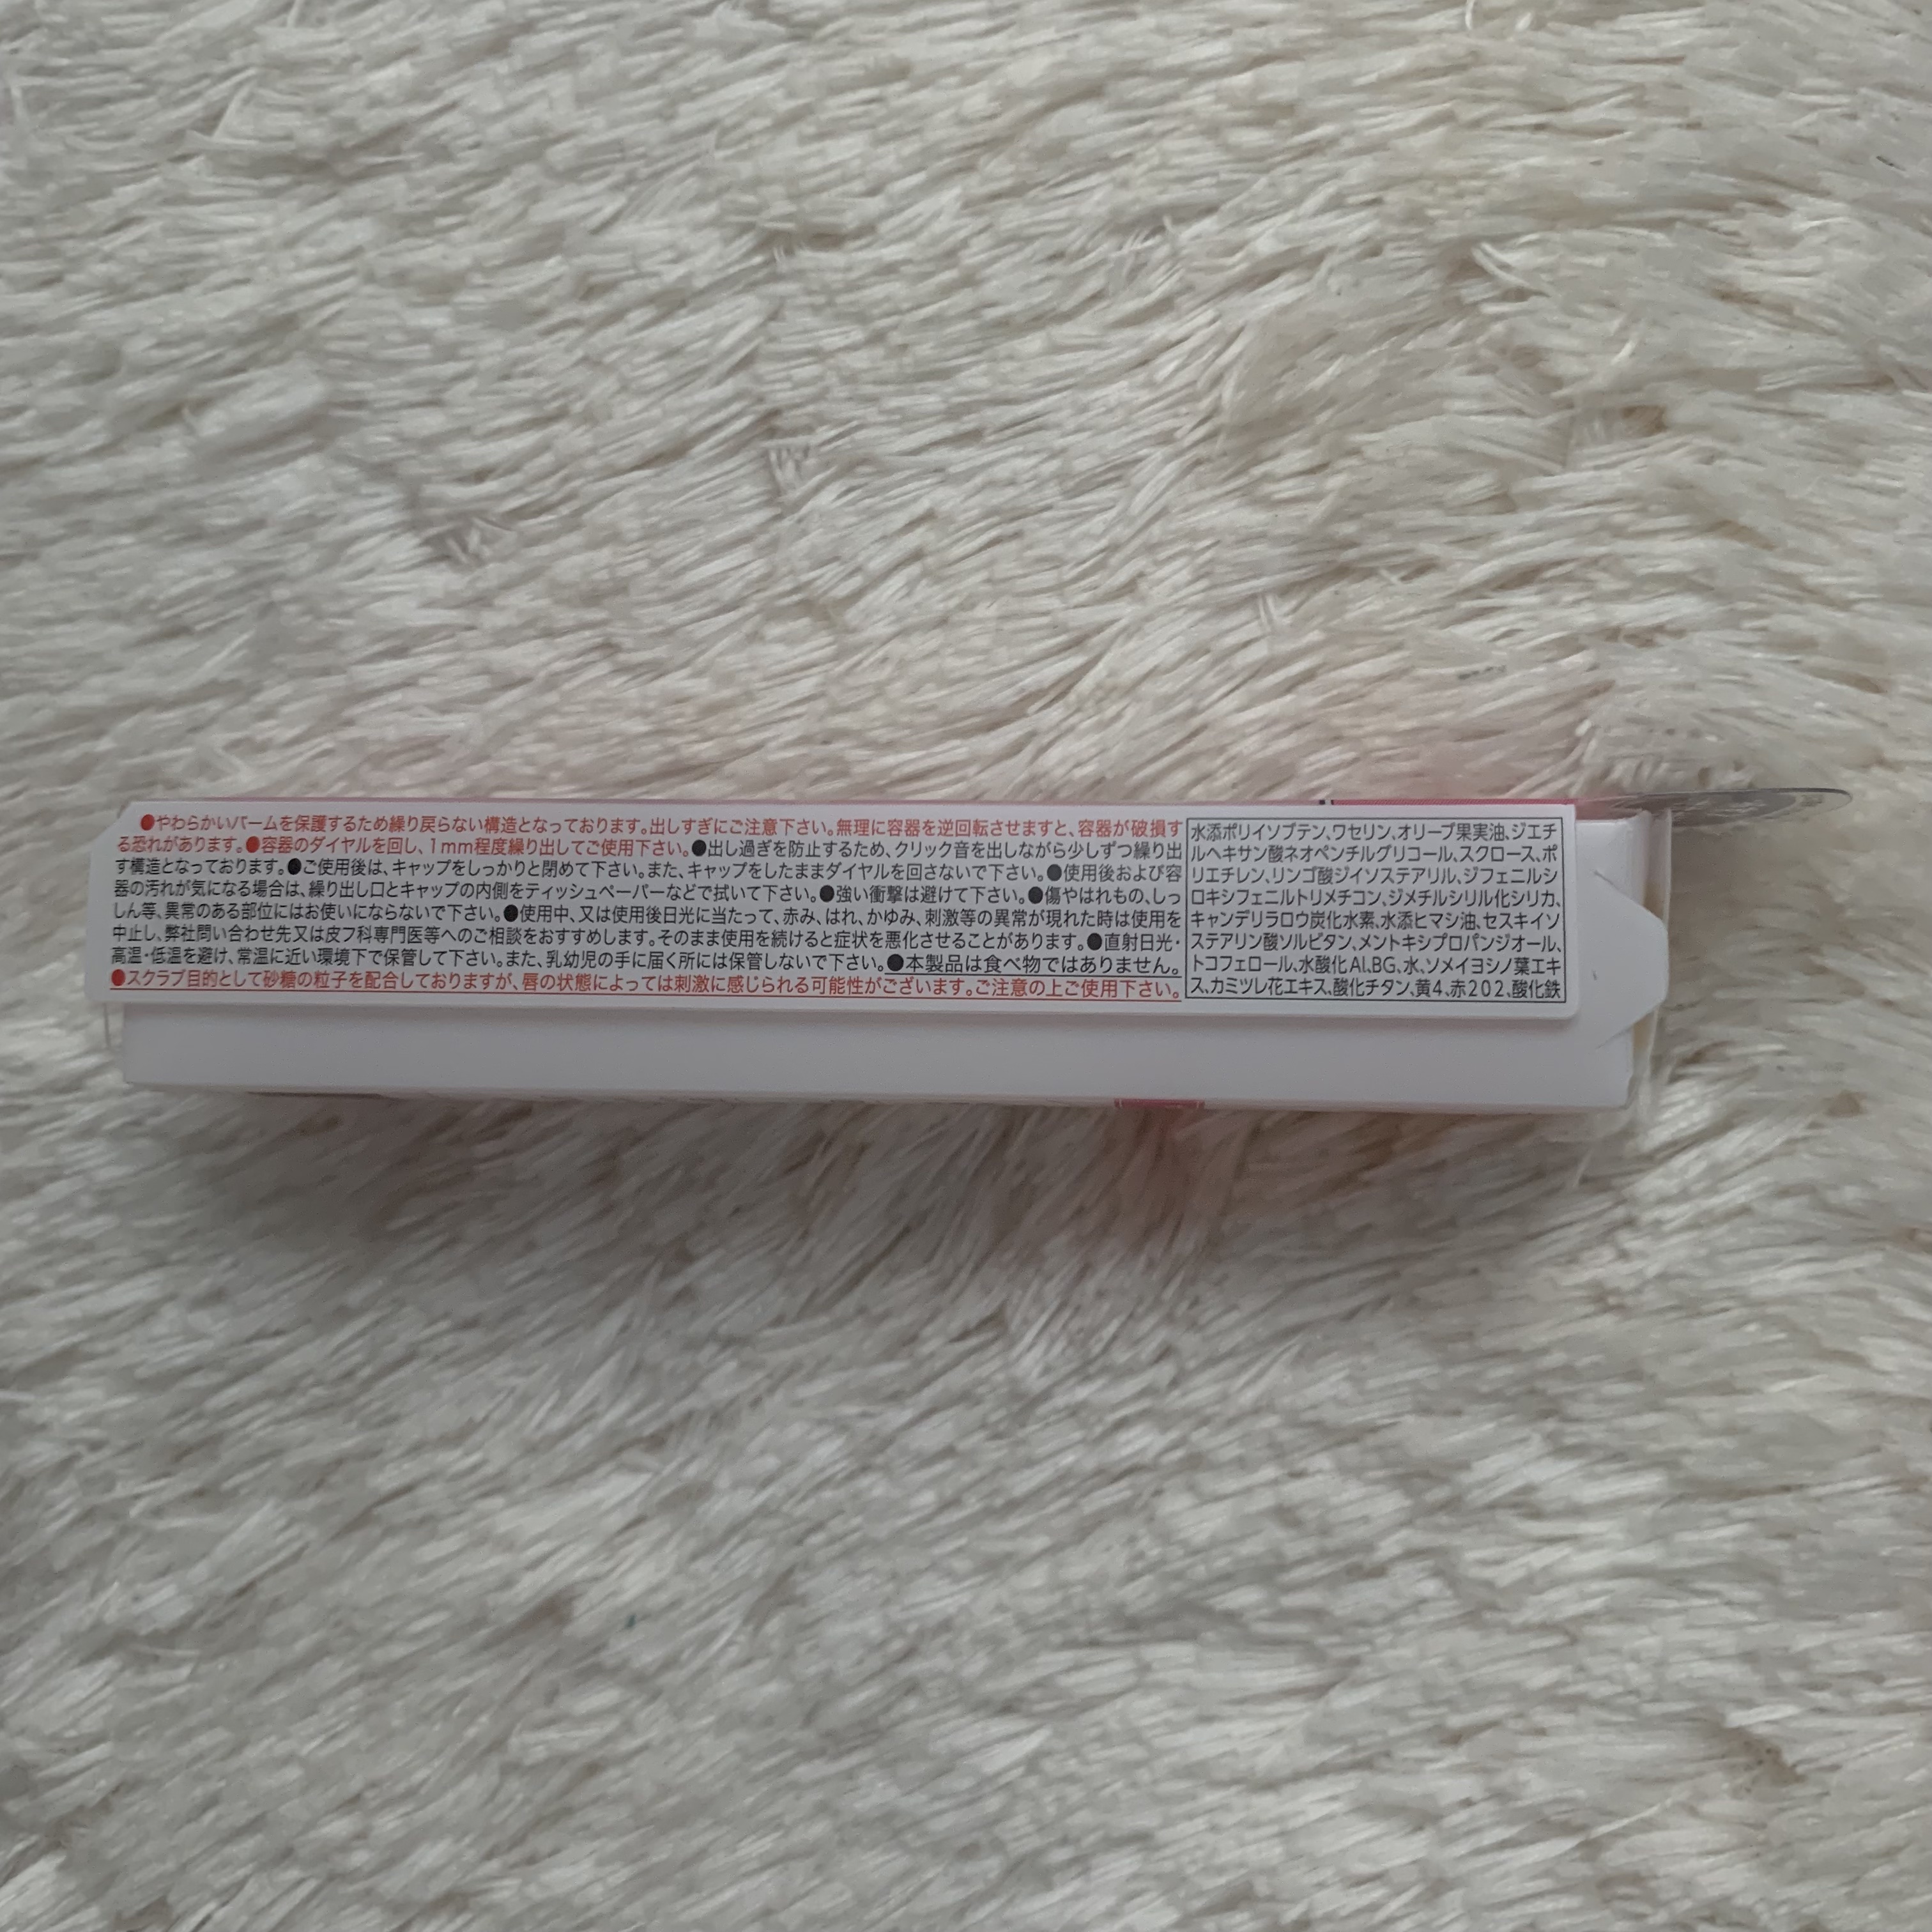 ●やわらかいバームを保護するため繰り戻らない構造となっております。出しすぎにご注意下さい。無理に容器を逆回転させますと、容器が破損す
る恐れがあります。●容器のダイヤルを回し、1mm程度繰り出してご使用下さい。●出し過ぎを防止するため、クリック音を出しながら少しずつ繰り出
す構造となっております。●ご使用後は、キャップをしっかりと閉めて下さい。また、キャップをしたままダイヤルを回さないで下さい。●使用後および容
器の汚れが気になる場合は、繰り出し口とキャップの内側をティッシュペーパーなどで拭いて下さい。●強い衝撃は避けて下さい。●傷やはれもの、しっ
しん等、異常のある部位にはお使いにならないで下さい。●使用中、又は使用後日光に当たって、赤み、はれ、かゆみ、刺激等の異常が現れた時は使用を
中止し、弊社問い合わせ先又は皮フ科専門医等へのご相談をおすすめします。そのまま使用を続けると症状を悪化させることがあります。●直射日光・
高温・低温を避け、常温に近い環境下で保管して下さい。また、乳幼児の手に届く所には保管しないで下さい。●本製品は食べ物ではありません。
●スクラブ目的として砂糖の粒子を配合しておりますが、唇の状態によっては刺激に感じられる可能性がございます。ご注意の上ご使用下さい。
水添ポリイソブテン、ワセリン、オリーブ果実油、ジエチ
ルヘキサン酸ネオペンチルグリコール、スクロース、ポ
リエチレン、リンゴ酸ジイソステアリル、ジフェニルシ
ロキシフェニルトリメチコン、ジメチルシリル化シリカ、
キャンデリラロウ炭化水素、水添ヒマシ油、セスキイソ
ステアリン酸ソルビタン、メントキシプロパンジオール、
トコフェロール、水酸化Al、BG、水、ソメイヨシノ葉エキ
ス、カミツレ花エキス、酸化チタン、黄4、赤202、酸化鉄